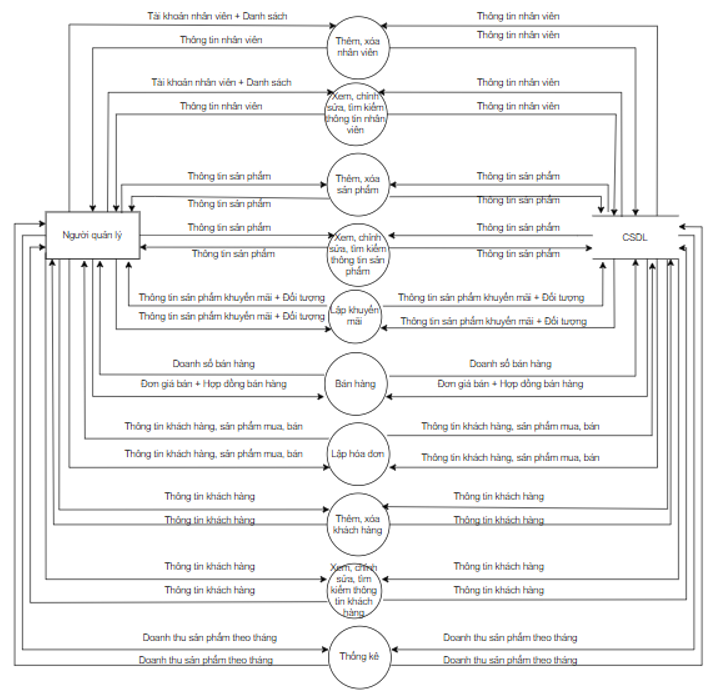 Tài khoản nhân viên + Danh sách
Thông tin nhân viên
Thông tin nhân viên
Thêm, xóa
nhân viên
Thông tin nhân viên
Tài khoản nhân viên + Danh sách
Thông tin nhân viên
Xem, chỉnh
sửa, tìm kiếm
thông tin nhân
viên
Thông tin nhân viên
Thông tin nhân viên
Thông tin sản phẩm
Thêm, xóa
sản phẩm
Thông tin sản phẩm
Thông tin sản phẩm
Thông tin sản phẩm
Người quản lý
Thông tin sản phẩm
Xem, chỉnh
sửa, tìm kiếm
thông tin sản
phẩm
Thông tin sản phẩm
CSDL
Thông tin sản phẩm
Thông tin sản phẩm
Thông tin sản phẩm khuyến mãi + Đối tượng
Lập khuyến
mãi
Thông tin sản phẩm khuyến mãi + Đối tượng
Thông tin sản phẩm khuyến mãi + Đối tượng
Thông tin sản phẩm khuyến mãi + Đối tượng
Doanh số bán hàng
Doanh số bán hàng
Đơn giá bán + Hợp đồng bán hàng
Bán hàng
Đơn giá bán + Hợp đồng bán hàng
Thông tin khách hàng, sản phẩm mua, bán
Thông tin khách hàng, sản phẩm mua, bán
Thông tin khách hàng, sản phẩm mua, bán
Lập hóa đơn
Thông tin khách hàng, sản phẩm mua, bán
Thông tin khách hàng
Thông tin khách hàng
Thông tin khách hàng
Thêm, xóa
khách hàng
Thông tin khách hàng
Thông tin khách hàng
Xem, chỉnh
sửa, tìm
kiếm thông
tin khách
hàng
Thông tin khách hàng
Thông tin khách hàng
Thông tin khách hàng
Doanh thu sản phẩm theo tháng
Doanh thu sản phẩm theo tháng
Thống kê
Doanh thu sản phẩm theo tháng
Doanh thu sản phẩm theo tháng